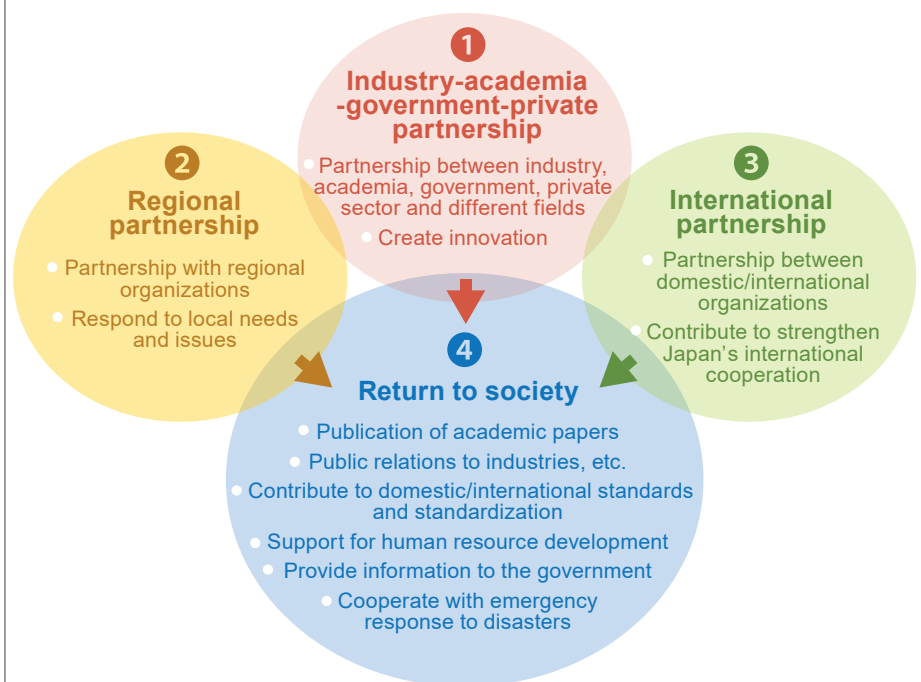 1
Industry-academia
-government-private
partnership
Partnership between industry,
academia, government, private
sector and different fields
Create innovation
2
Regional
partnership
Partnership with regional
organizations
Respond to local needs
and issues
3
International
partnership
Partnership between
domestic/international
organizations
Contribute to strengthen
Japan's international
cooperation
4
Return to society
Publication of academic papers
Public relations to industries, etc.
Contribute to domestic/international standards
and standardization
Support for human resource development
Provide information to the government
Cooperate with emergency
response to disasters